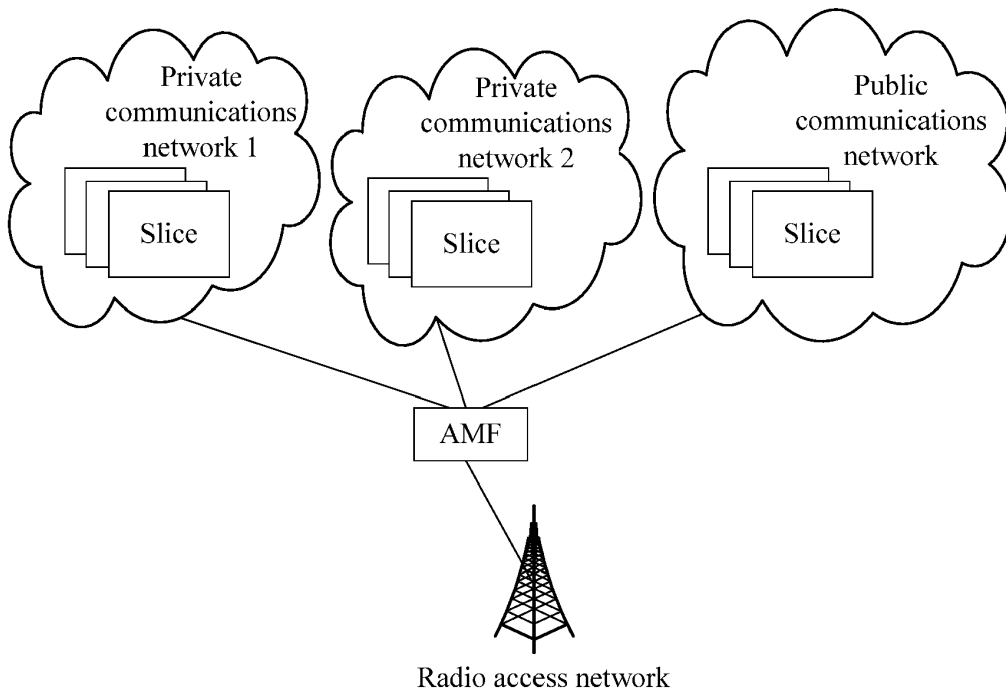 Private
communications
network 1
Slice
Private
communications
network 2
Slice
Public
communications
network
Slice
AMF
Radio access network